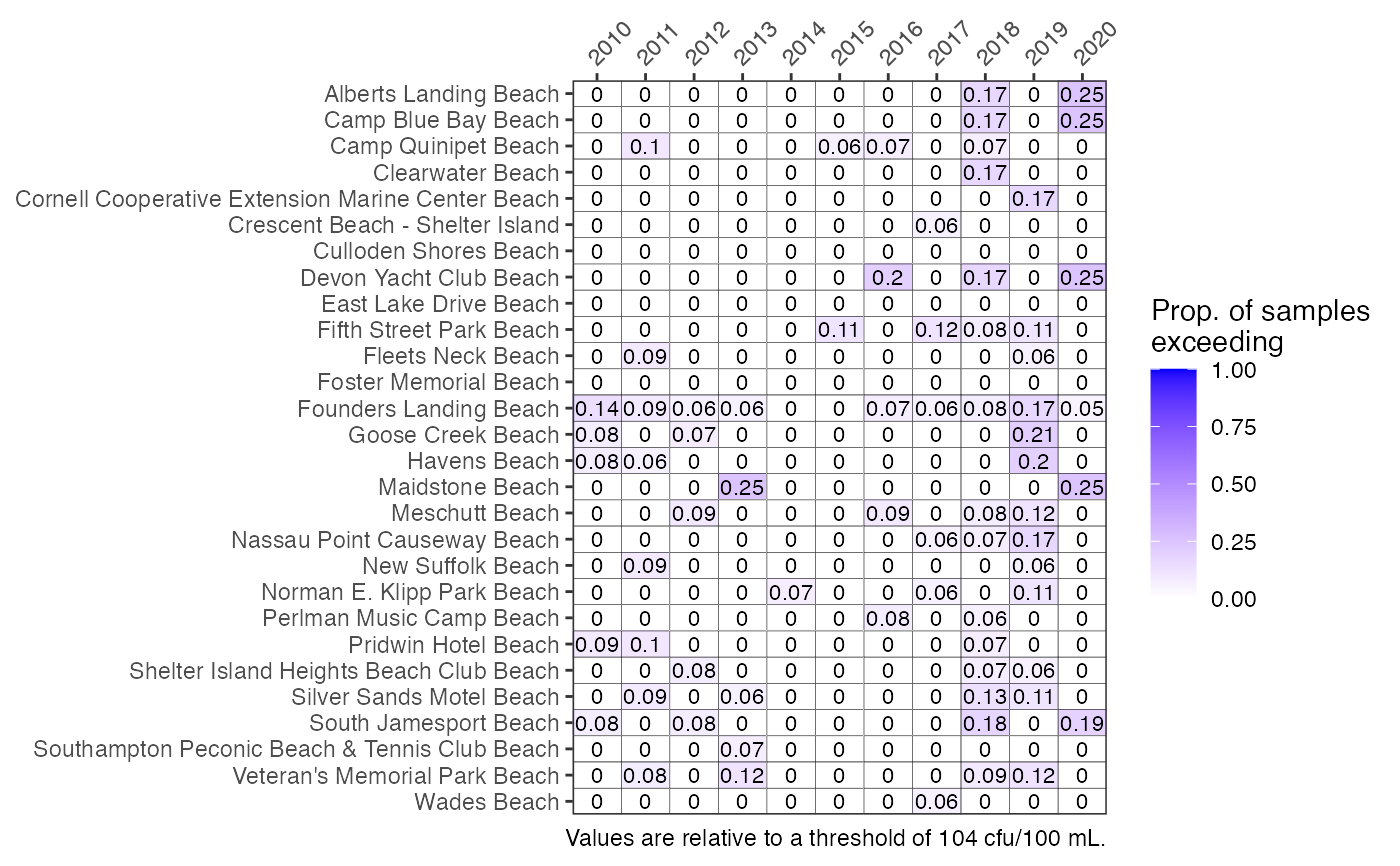 2010 2011 2012 2013 2014 2015 2016 2017 2018 2019 2020
Alberts Landing Beach 0 0 0 0 0 0 0 0 0.17 0 0.25
Camp Blue Bay Beach 0 0 0 0 0 0 0 0 0.17 0 0.25
Camp Quinipet Beach 0 0.1 0 0 0 0.06 0.07 0 0.07 0 0
Clearwater Beach 0 0 0 0 0 0 0 0 0.17 0 0
Cornell Cooperative Extension Marine Center Beach 0 0 0 0 0 0 0 0 0 0.17 0
Crescent Beach - Shelter Island 0 0 0 0 0 0 0 0.06 0 0 0
Culloden Shores Beach 0 0 0 0 0 0 0 0 0 0 0
Devon Yacht Club Beach 0 0 0 0 0 0 0.2 0 0.17 0 0.25
East Lake Drive Beach 0 0 0 0 0 0 0 0 0 0 0
Fifth Street Park Beach 0 0 0 0 0 0.11 0 0.12 0.08 0.11 0
Fleets Neck Beach 0 0.09 0 0 0 0 0 0 0 0.06 0
Foster Memorial Beach 0 0 0 0 0 0 0 0 0 0 0
Founders Landing Beach 0.14 0.09 0.06 0.06 0 0 0.07 0.06 0.08 0.17 0.05
Goose Creek Beach 0.08 0 0.07 0 0 0 0 0 0 0.21 0
Havens Beach 0.08 0.06 0 0 0 0 0 0 0 0.2 0
Maidstone Beach 0 0 0 0.25 0 0 0 0 0 0 0.25
Meschutt Beach 0 0 0.09 0 0 0 0.09 0 0.08 0.12 0
Nassau Point Causeway Beach 0 0 0 0 0 0 0 0.06 0.07 0.17 0
New Suffolk Beach 0 0.09 0 0 0 0 0 0 0 0.06 0
Norman E. Klipp Park Beach 0 0 0 0 0.07 0 0 0.06 0 0.11 0
Perlman Music Camp Beach 0 0 0 0 0 0 0.08 0 0.06 0 0
Pridwin Hotel Beach 0.09 0.1 0 0 0 0 0 0 0.07 0 0
Shelter Island Heights Beach Club Beach 0 0 0.08 0 0 0 0 0 0.07 0.06 0
Silver Sands Motel Beach 0 0.09 0 0.06 0 0 0 0 0.13 0.11 0
South Jamesport Beach 0.08 0 0.08 0 0 0 0 0 0.18 0 0.19
Southampton Peconic Beach & Tennis Club Beach 0 0 0 0.07 0 0 0 0 0 0 0
Veteran's Memorial Park Beach 0 0.08 0 0.12 0 0 0 0 0.09 0.12 0
Wades Beach 0 0 0 0 0 0 0 0.06 0 0 0
Values are relative to a threshold of 104 cfu/100 mL.
Prop. of samples
exceeding
1.00
0.75
0.50
0.25
0.00